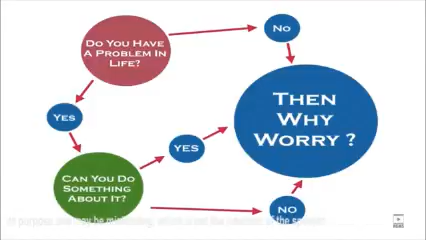 Do You Have
A Problem In
Life?
No
Yes
Then
Why
Worry ?
YES
Can You Do
Something
About It?
NO